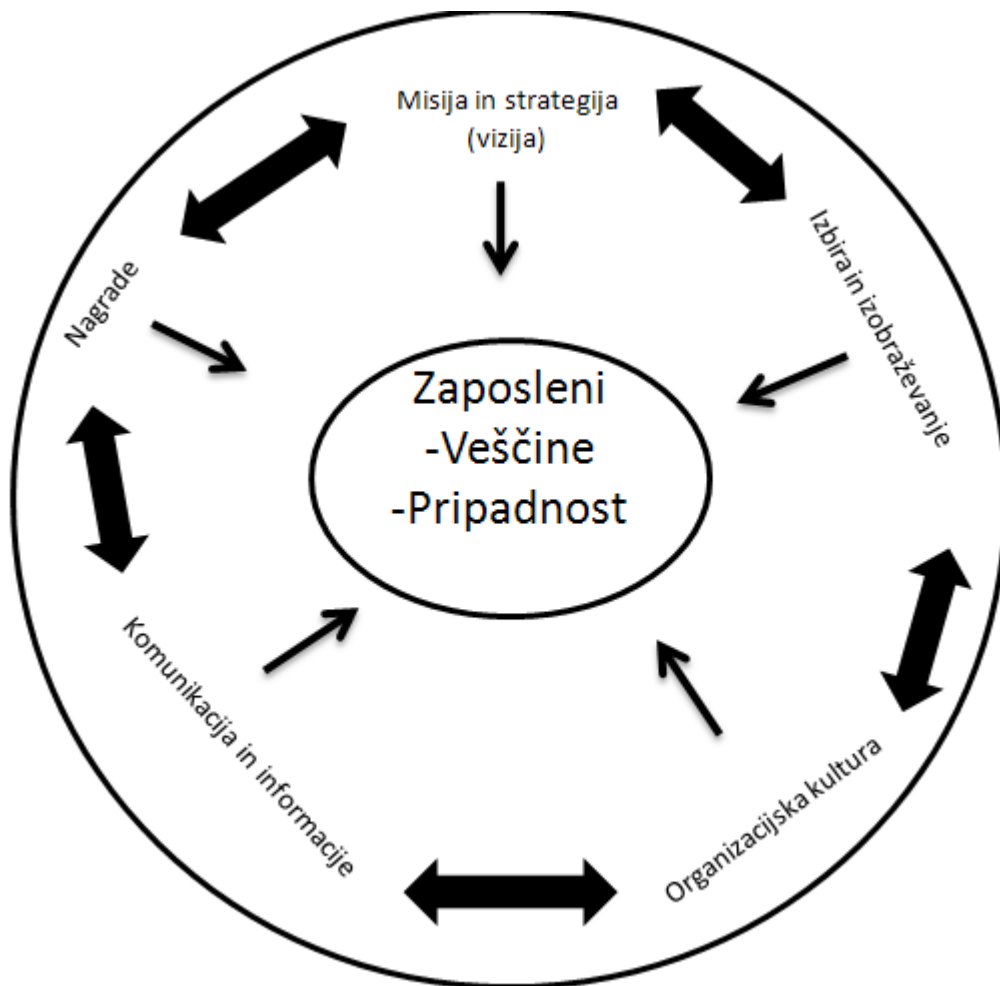 Misija in strategija
(vizija)
Izbira in izobraževanje
Nagrade
Zaposleni
-Veščine
-Pripadnost
Komunikacija in informacije
Organizacijska kultura